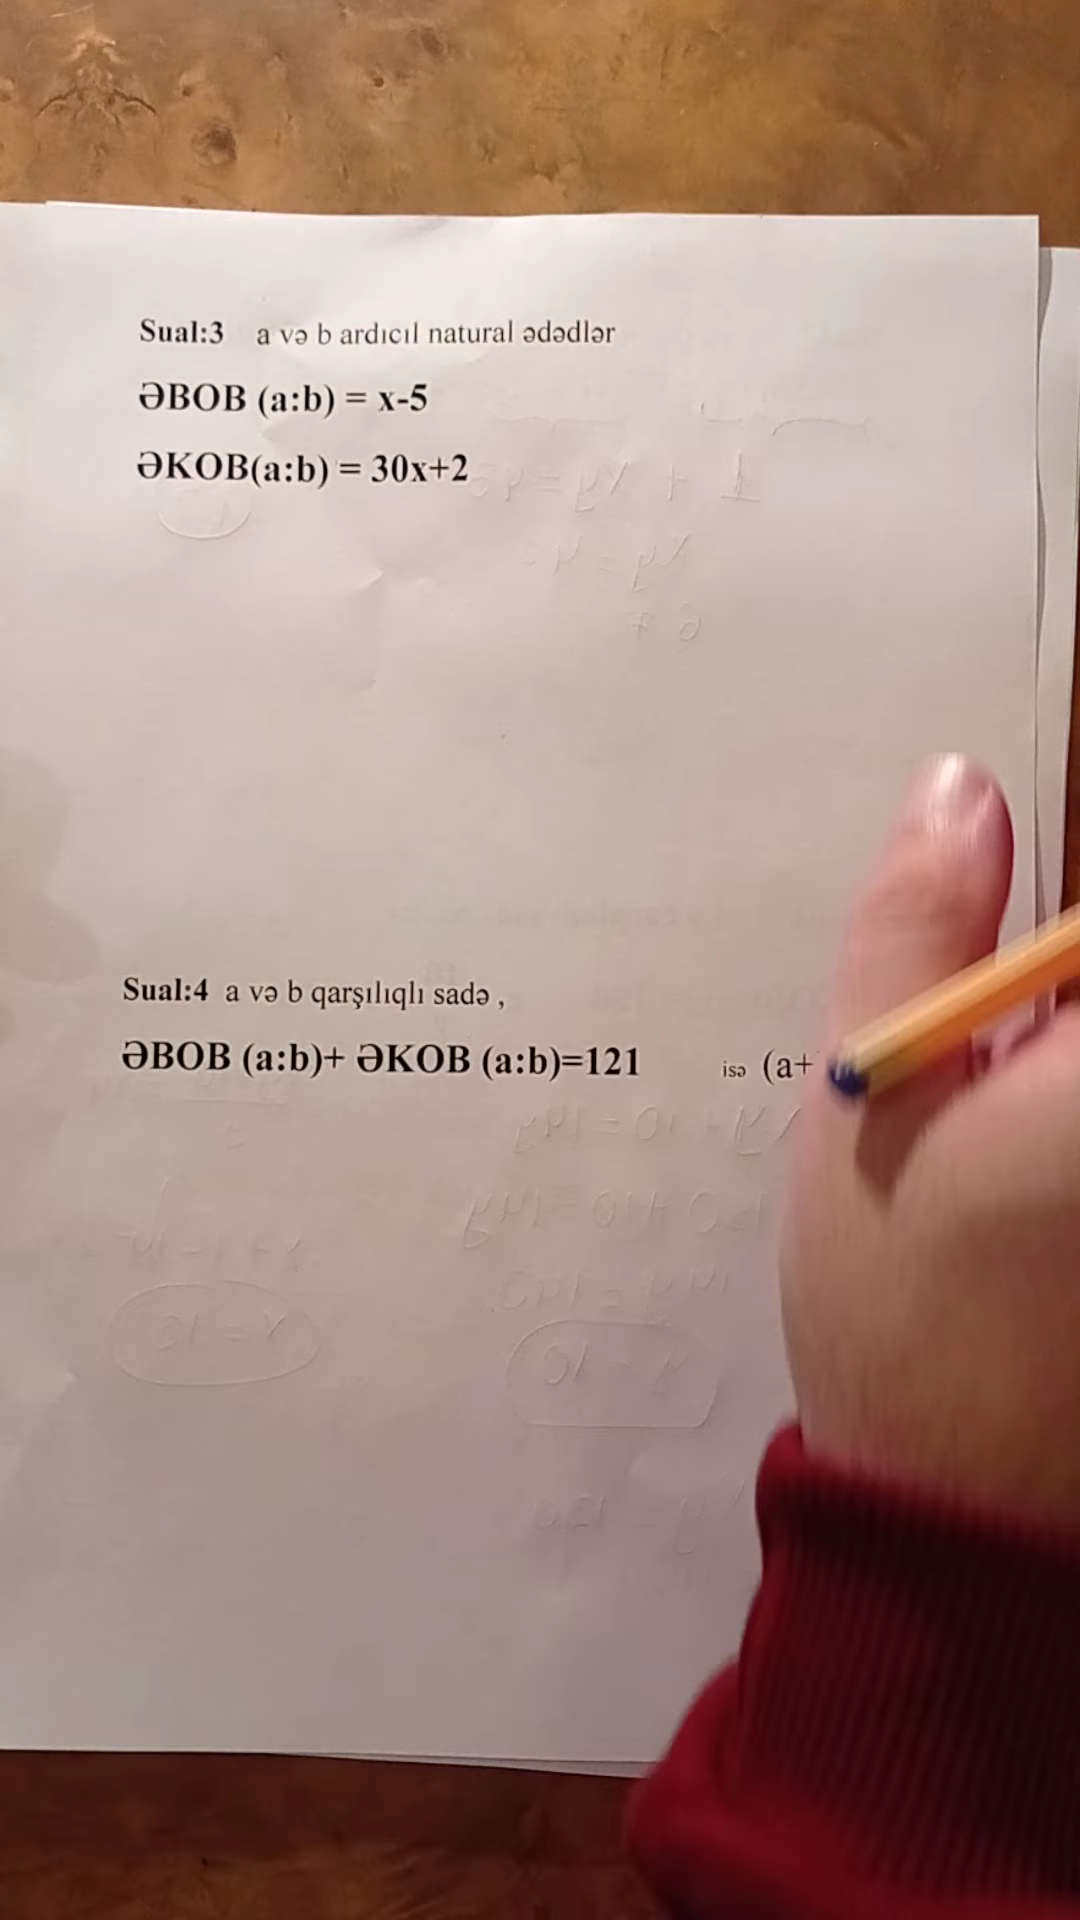 Sual:3 a və b ardıcıl natural ədədlər
ƏBOB (a:b) = x-5
ƏKOB(a:b) = 30x+2
Sual:4 a və b qarşılıqlı sadə ,
ƏBOB (a:b)+ ƏKOB (a:b)=121 isə (a+